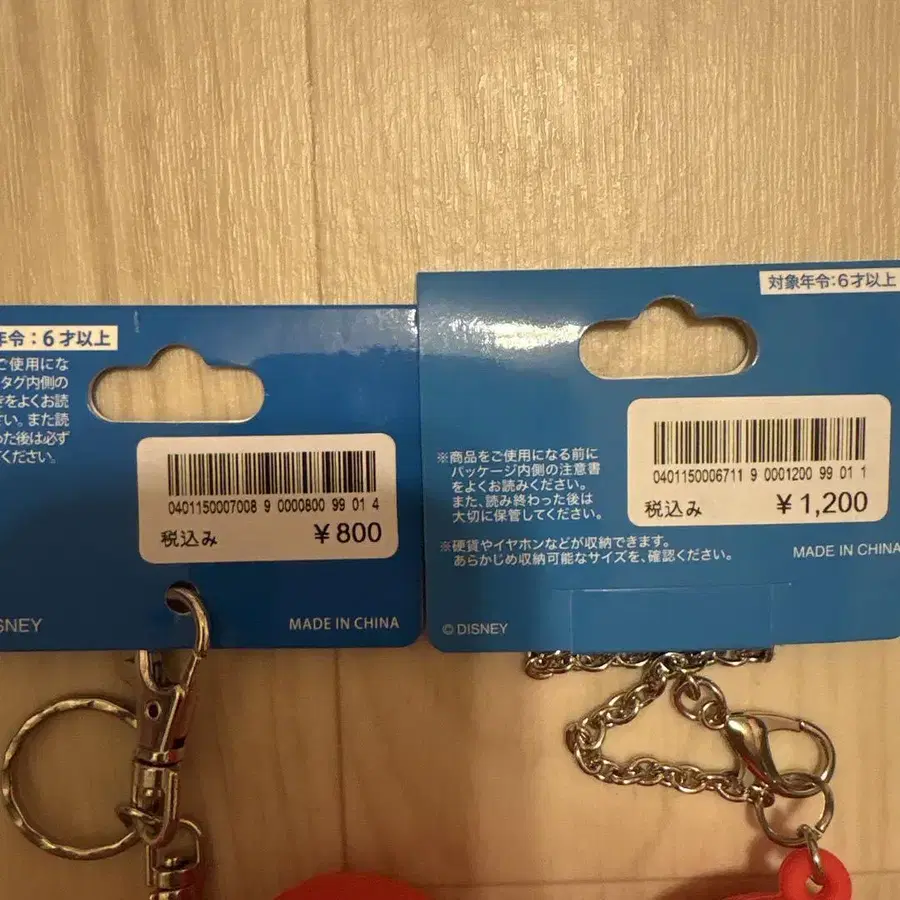 年令：6才以上
ご使用にな
タグ内側の
をよくお読
い。また読
った後は必ず
ください。
0401150007008 9 0000800 99 01 4
税込み ￥800
SNEY
MADE IN CHINA
対象年令：6才以上
※商品をご使用になる前に
パッケージ内側の注意書
をよくお読みください。
また、読み終わった後は
大切に保管してください。
※硬貨やイヤホンなどが収納できます。
あらかじめ収納可能なサイズを、確認ください。
0401150006711 9 0001200 99 01 1
税込み ￥1,200
MADE IN CHINA
© DISNEY